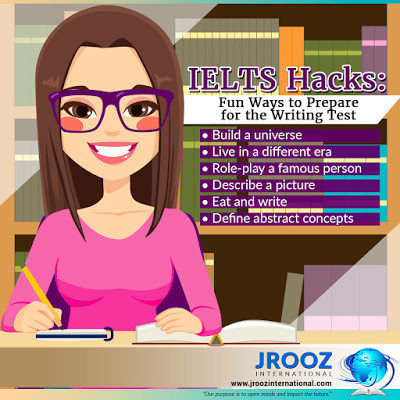 IELTS Hacks:
Fun Ways to Prepare
for the Writing Test
• Build a universe
• Live in a different era
• Role-play a famous person
• Describe a picture
• Eat and write
• Define abstract concepts
JROOZ
INTERNATIONAL
www.jroozinternational.com
"Our purpose is to open minds and impact the future."